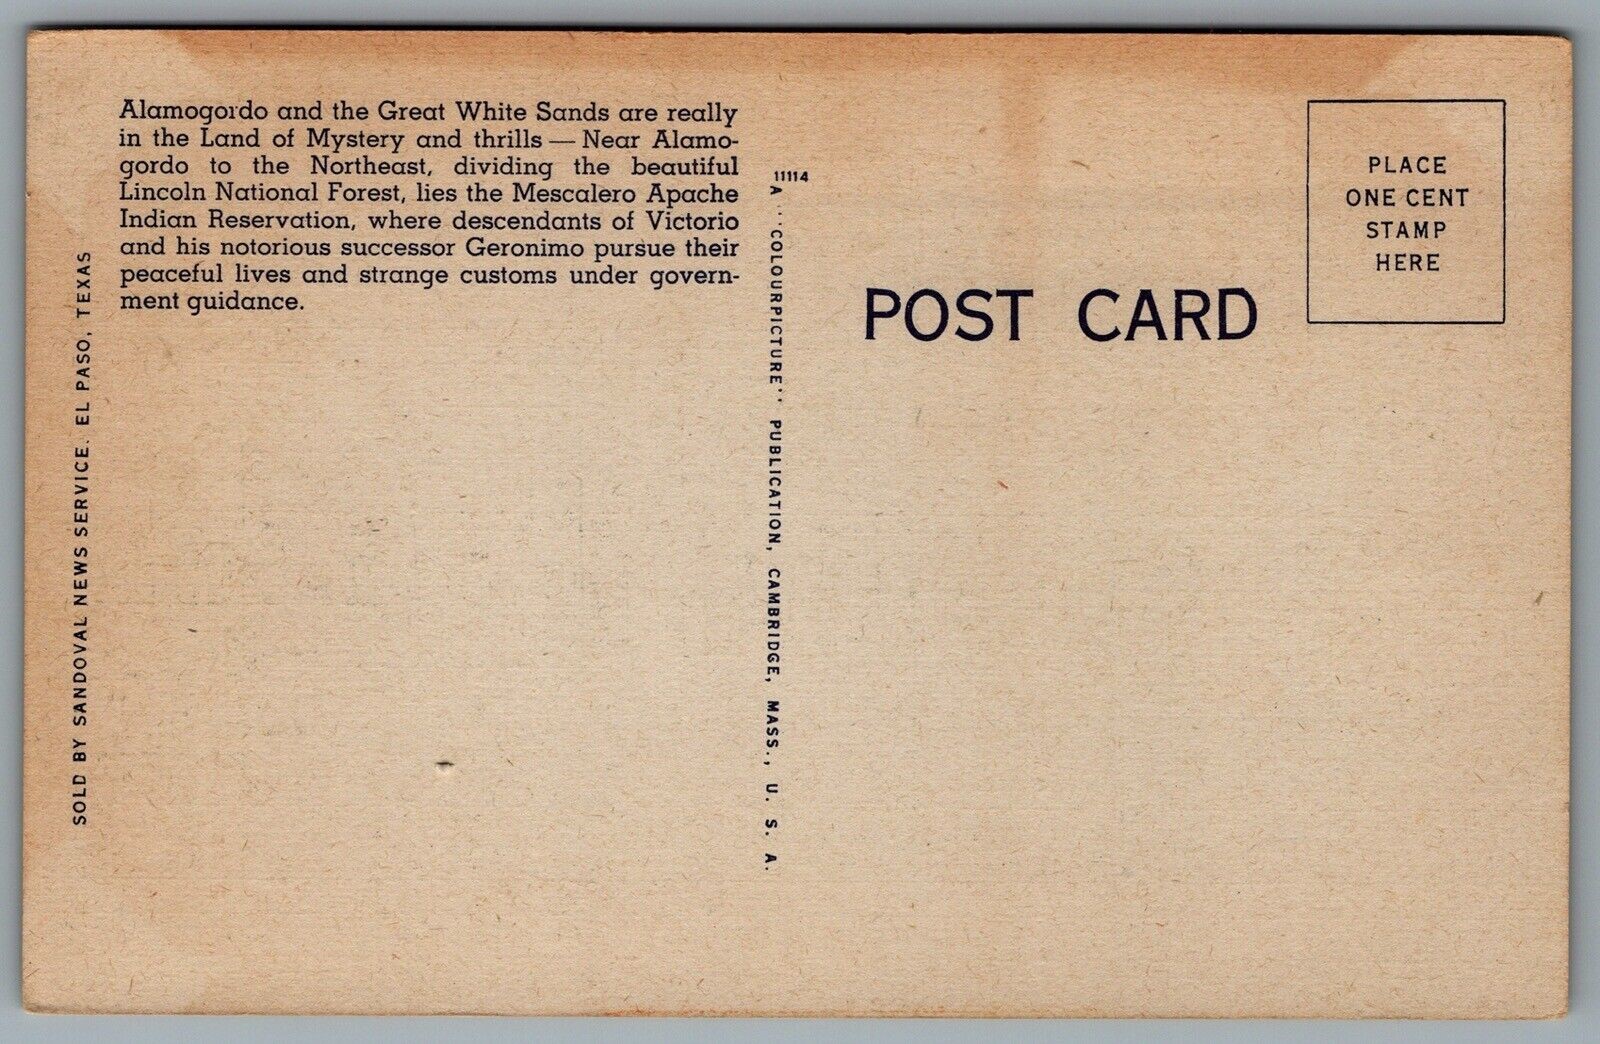 Alamogordo and the Great White Sands are really
in the Land of Mystery and thrills — Near Alamo-
gordo to the Northeast, dividing the beautiful
Lincoln National Forest, lies the Mescalero Apache
Indian Reservation, where descendants of Victorio
and his notorious successor Geronimo pursue their
peaceful lives and strange customs under govern-
ment guidance.
SOLD BY SANDOVAL NEWS SERVICE. EL PASO, TEXAS
11114
A "COLOURPICTURE" PUBLICATION, CAMBRIDGE, MASS., U. S. A.
POST CARD
PLACE
ONE CENT
STAMP
HERE